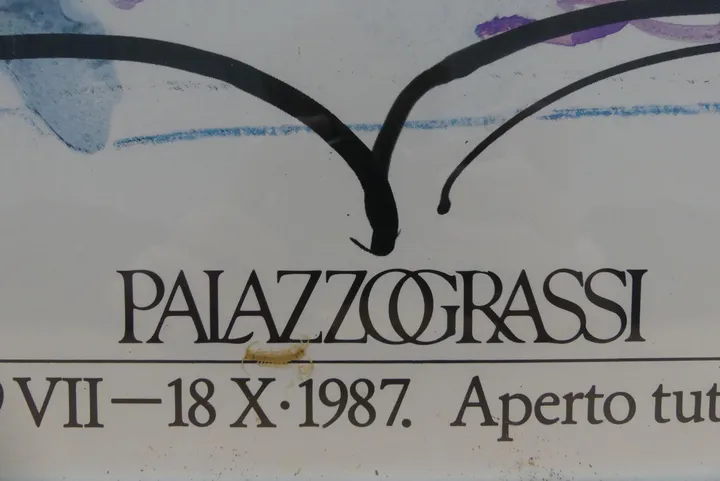 PALAZZOGRASSI
VII—18 X·1987. Aperto tut